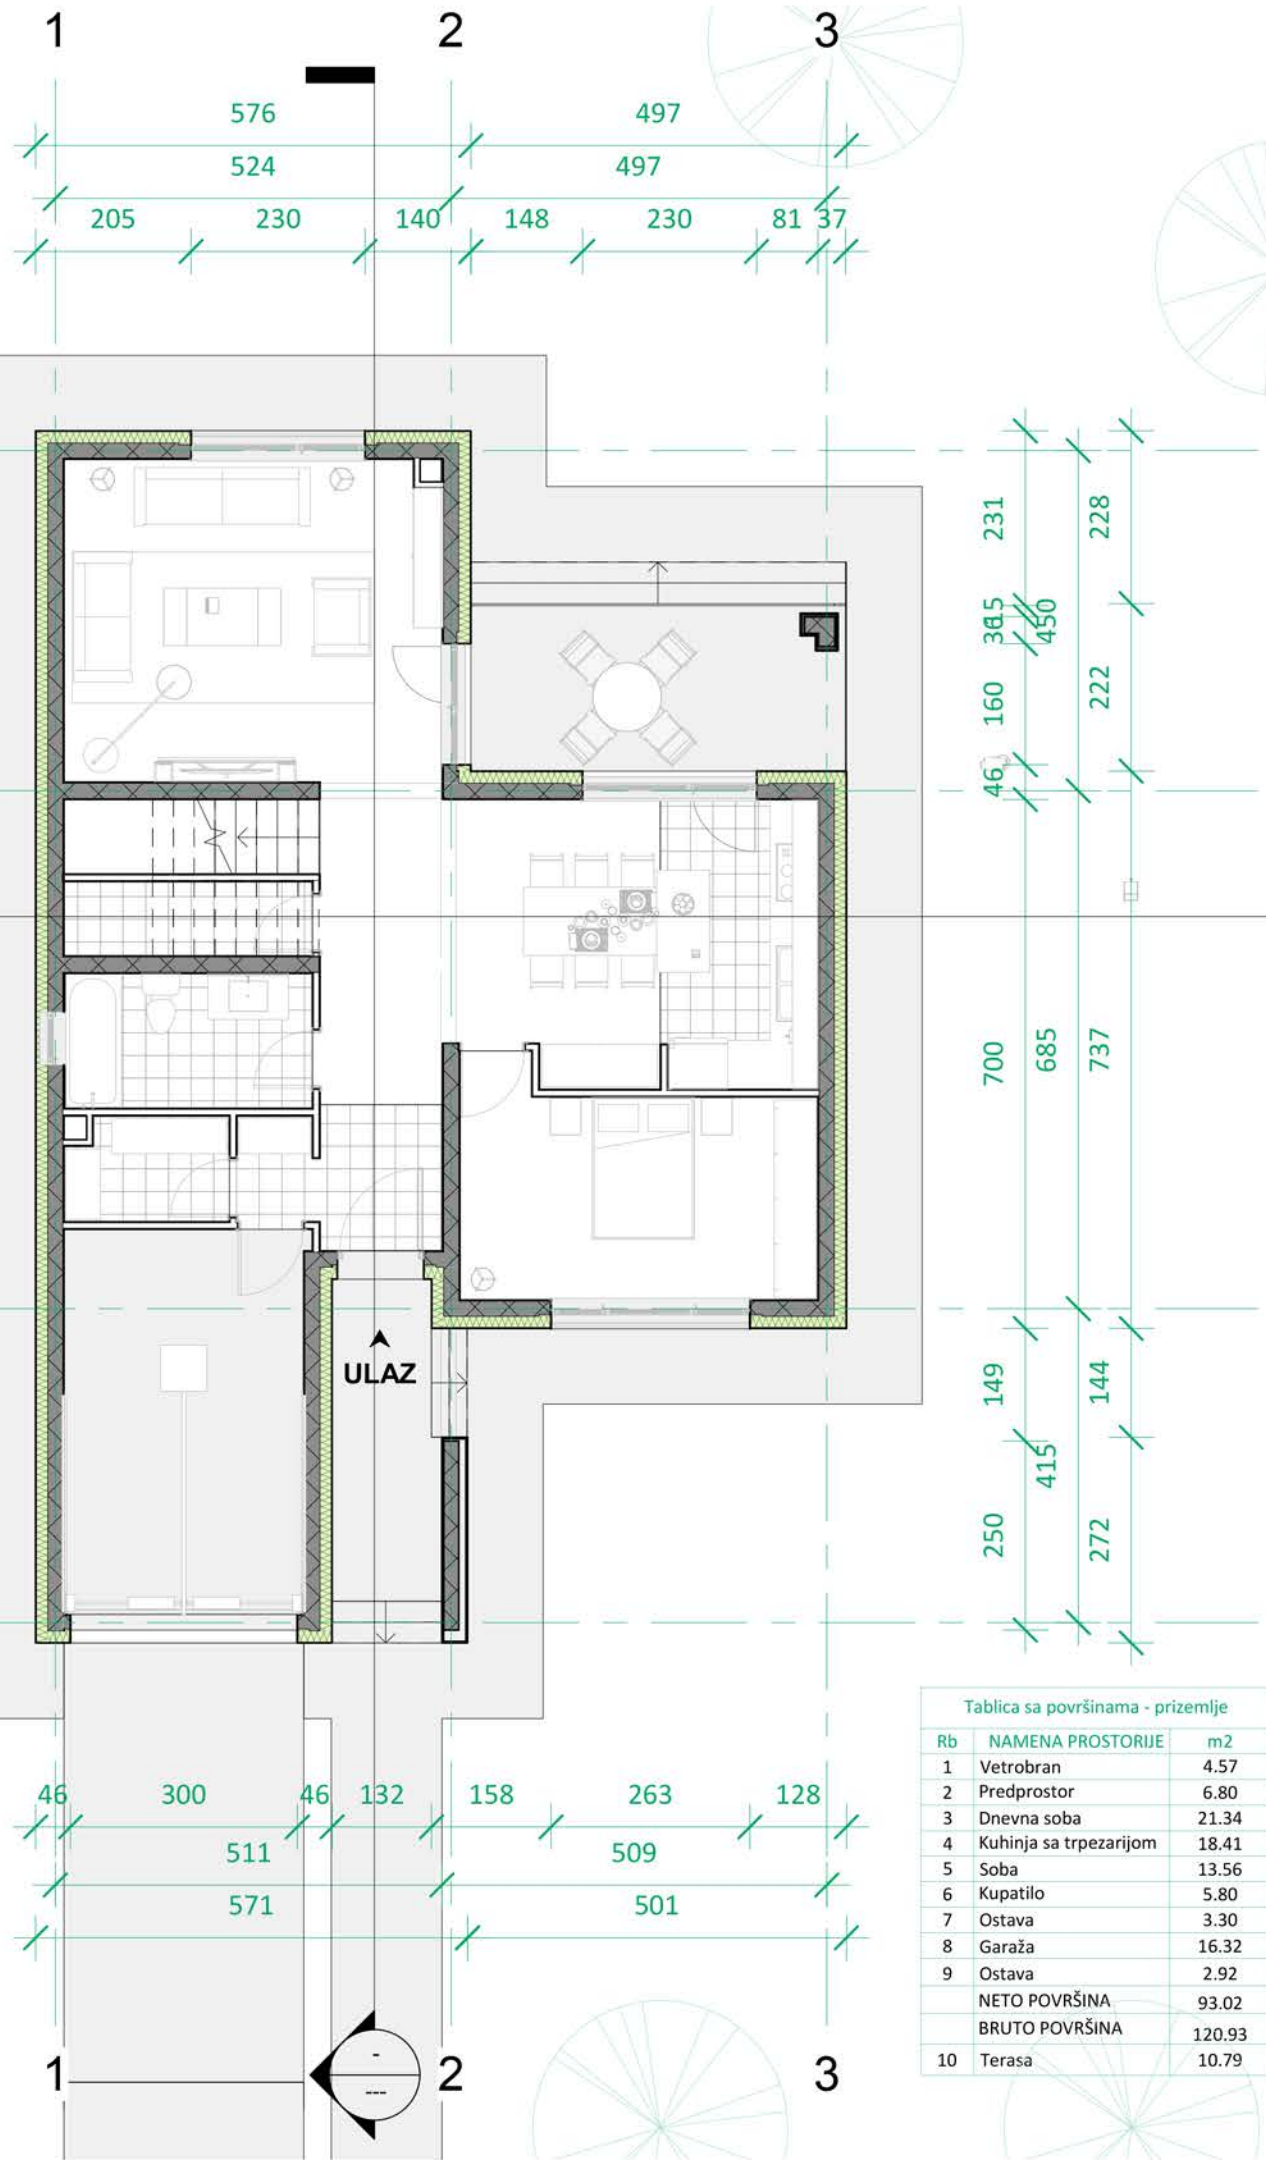 1 2 3
576 497
524 497
205 230 140 148 230 81 37
231 228
36 15 450
160 222
46
700 685 737
ULAZ
149 144
415
250 272
Tablica sa površinama - prizemlje
Rb NAMENA PROSTORIJE m2
1 Vetrobran 4.57
2 Predprostor 6.80
3 Dnevna soba 21.34
4 Kuhinja sa trpezarijom 18.41
5 Soba 13.56
6 Kupatilo 5.80
7 Ostava 3.30
8 Garaža 16.32
9 Ostava 2.92
NETO POVRŠINA 93.02
BRUTO POVRŠINA 120.93
10 Terasa 10.79
46 300 46 132 158 263 128
511 509
571 501
-
---
1 2 3